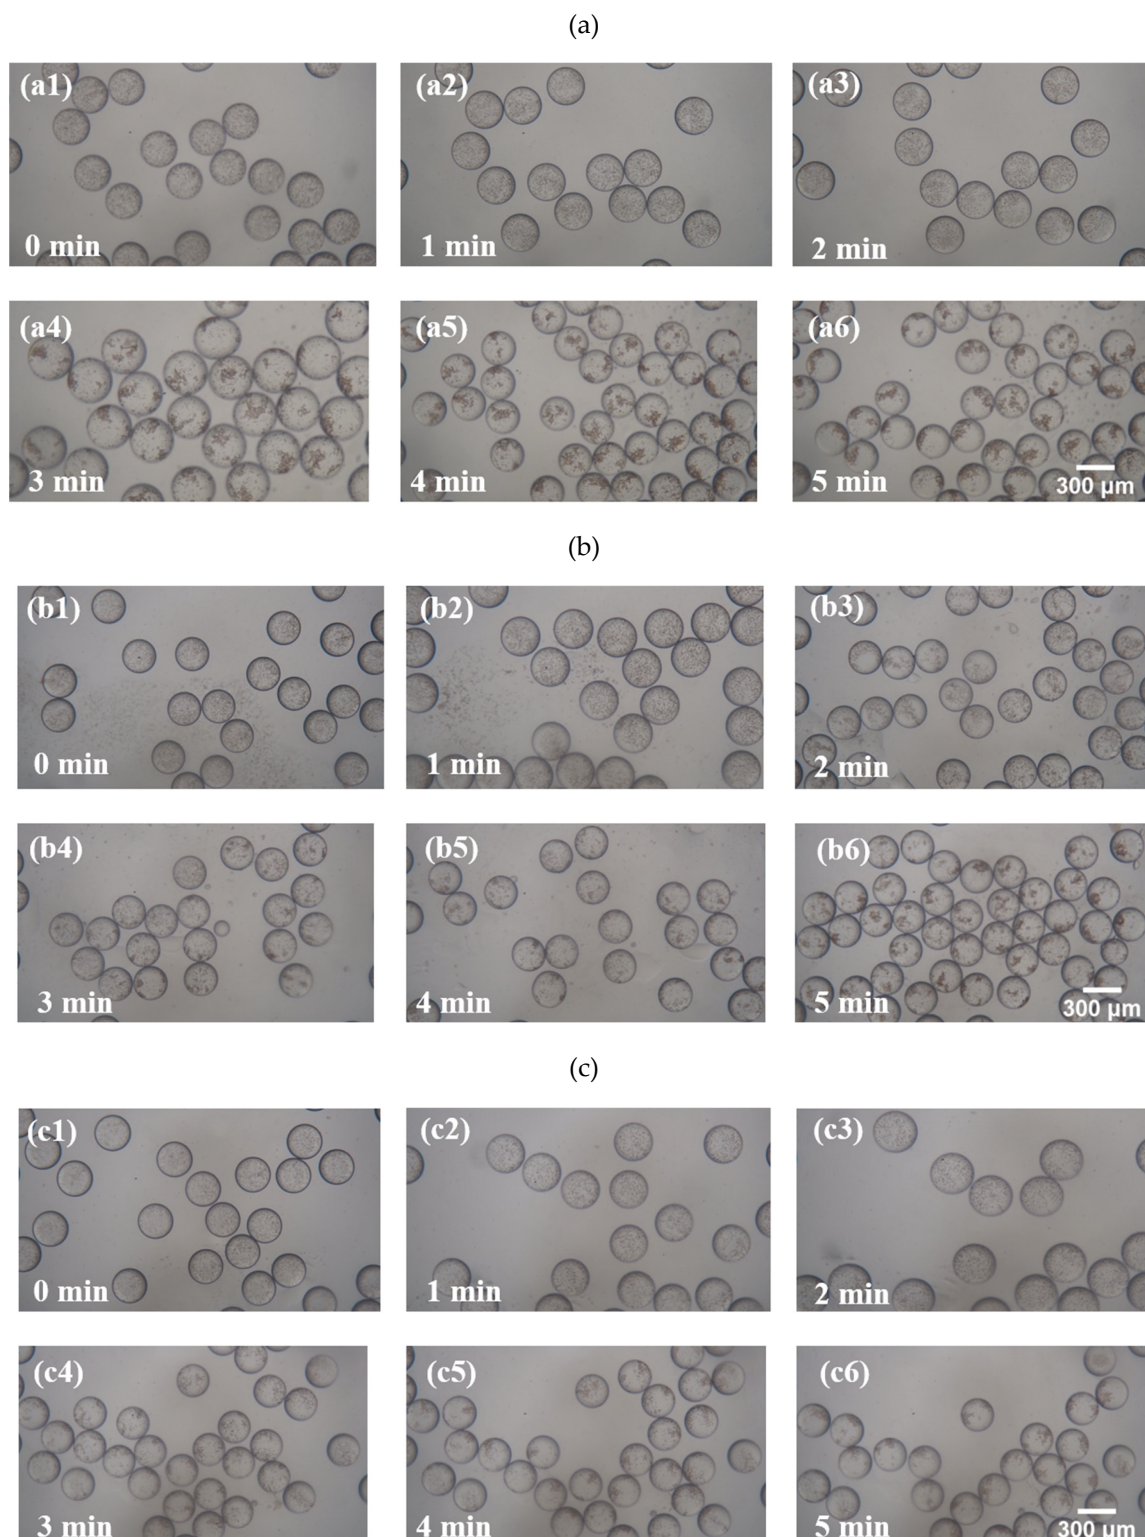 (a)
(a1)
0 min
(a2)
1 min
(a3)
2 min
(a4)
3 min
(a5)
4 min
(a6)
5 min
300 µm
(b)
(b1)
0 min
(b2)
1 min
(b3)
2 min
(b4)
3 min
(b5)
4 min
(b6)
5 min
300 µm
(c)
(c1)
0 min
(c2)
1 min
(c3)
2 min
(c4)
3 min
(c5)
4 min
(c6)
5 min
300 µm